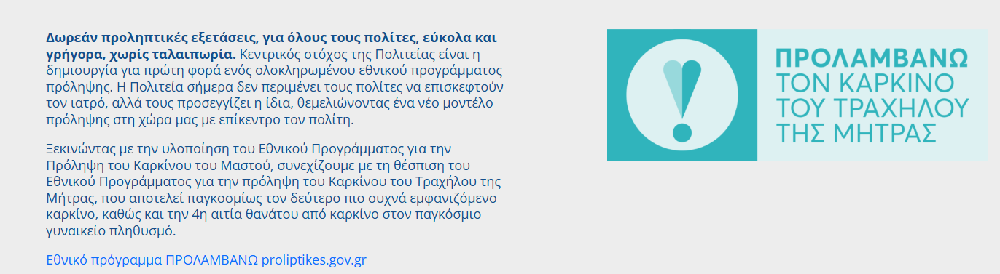 Δωρεάν προληπτικές εξετάσεις, για όλους τους πολίτες, εύκολα και
γρήγορα, χωρίς ταλαιπωρία. Κεντρικός στόχος της Πολιτείας είναι η
δημιουργία για πρώτη φορά ενός ολοκληρωμένου εθνικού προγράμματος
πρόληψης. Η Πολιτεία σήμερα δεν περιμένει τους πολίτες να επισκεφτούν
τον ιατρό, αλλά τους προσεγγίζει η ίδια, θεμελιώνοντας ένα νέο μοντέλο
πρόληψης στη χώρα μας με επίκεντρο τον πολίτη.
Ξεκινώντας με την υλοποίηση του Εθνικού Προγράμματος για την
Πρόληψη του Καρκίνου του Μαστού, συνεχίζουμε με τη θέσπιση του
Εθνικού Προγράμματος για την πρόληψη του Καρκίνου του Τραχήλου της
Μήτρας, που αποτελεί παγκοσμίως τον δεύτερο πιο συχνά εμφανιζόμενο
καρκίνο, καθώς και την 4η αιτία θανάτου από καρκίνο στον παγκόσμιο
γυναικείο πληθυσμό.
Εθνικό πρόγραμμα ΠΡΟΛΑΜΒΑΝΩ proliptikes.gov.gr
ΠΡΟΛΑΜΒΑΝΩ
ΤΟΝ ΚΑΡΚΙΝΟ
ΤΟΥ ΤΡΑΧΗΛΟΥ
ΤΗΣ ΜΗΤΡΑΣ